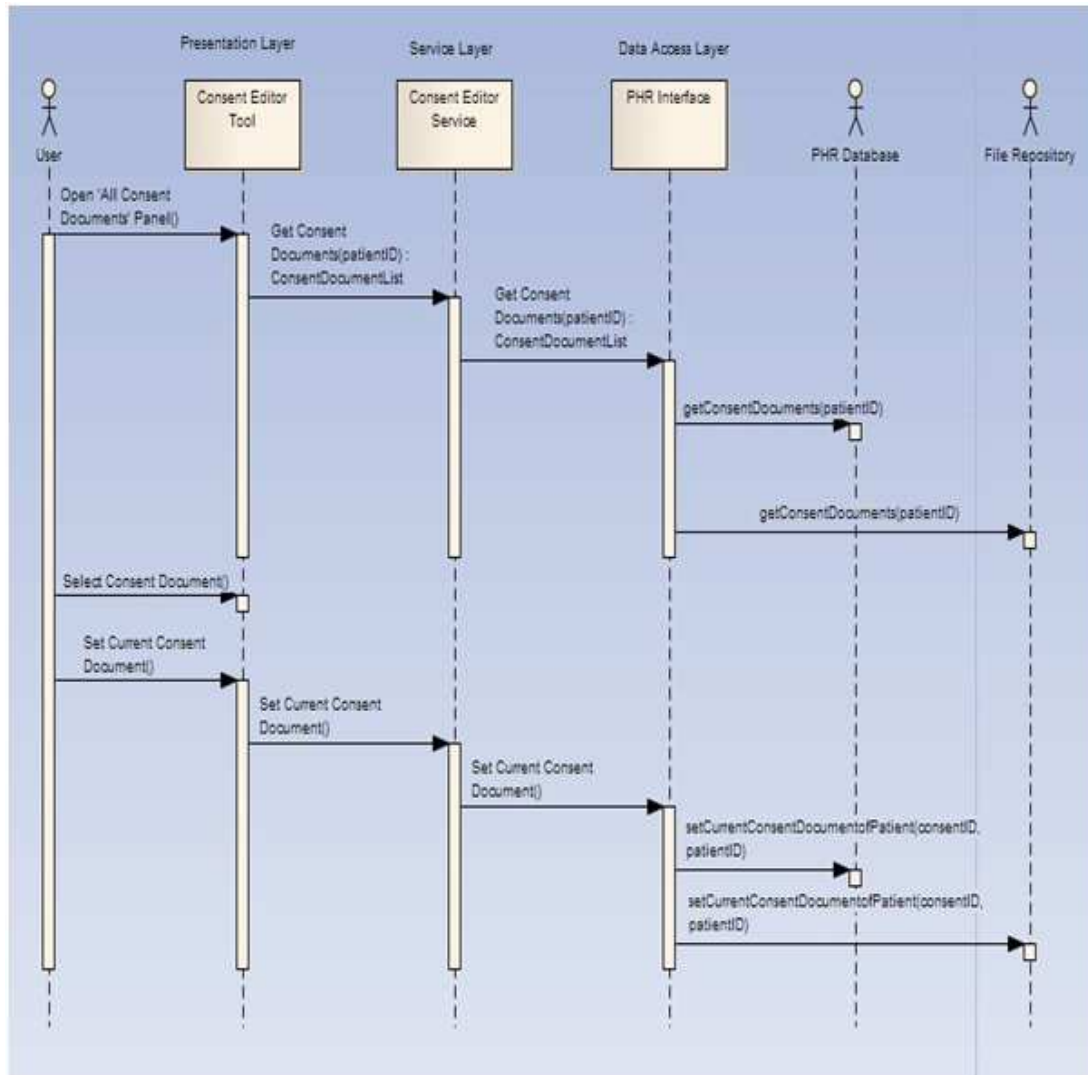 Presentation Layer
Service Layer
Data Access Layer
Consent Editor
Tool
Consent Editor
Service
PHR Interface
User
PHR Database
File Repository
Open 'All Consent
Documents' Panel()
Get Consent
Documents(patientID) :
ConsentDocumentList
Get Consent
Documents(patientID) :
ConsentDocumentList
getConsentDocuments(patientID)
getConsentDocuments(patientID)
Select Consent Document()
Set Current Consent
Document()
Set Current Consent
Document()
Set Current Consent
Document()
setCurrentConsentDocumentofPatient(consentID,
patientID)
setCurrentConsentDocumentofPatient(consentID,
patientID)